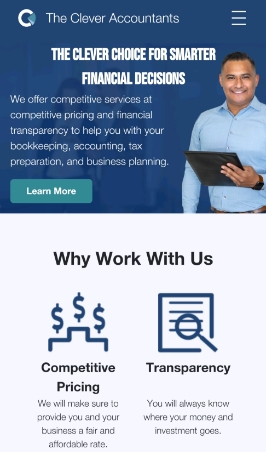 The Clever Accountants
THE CLEVER CHOICE FOR SMARTER
FINANCIAL DECISIONS
We offer competitive services at
competitive pricing and financial
transparency to help you with your
bookkeeping, accounting, tax
preparation, and business planning.
Learn More
Why Work With Us
$ $ $
Competitive
Pricing
We will make sure to
provide you and your
business a fair and
affordable rate.
Transparency
You will always know
where your money and
investment goes.